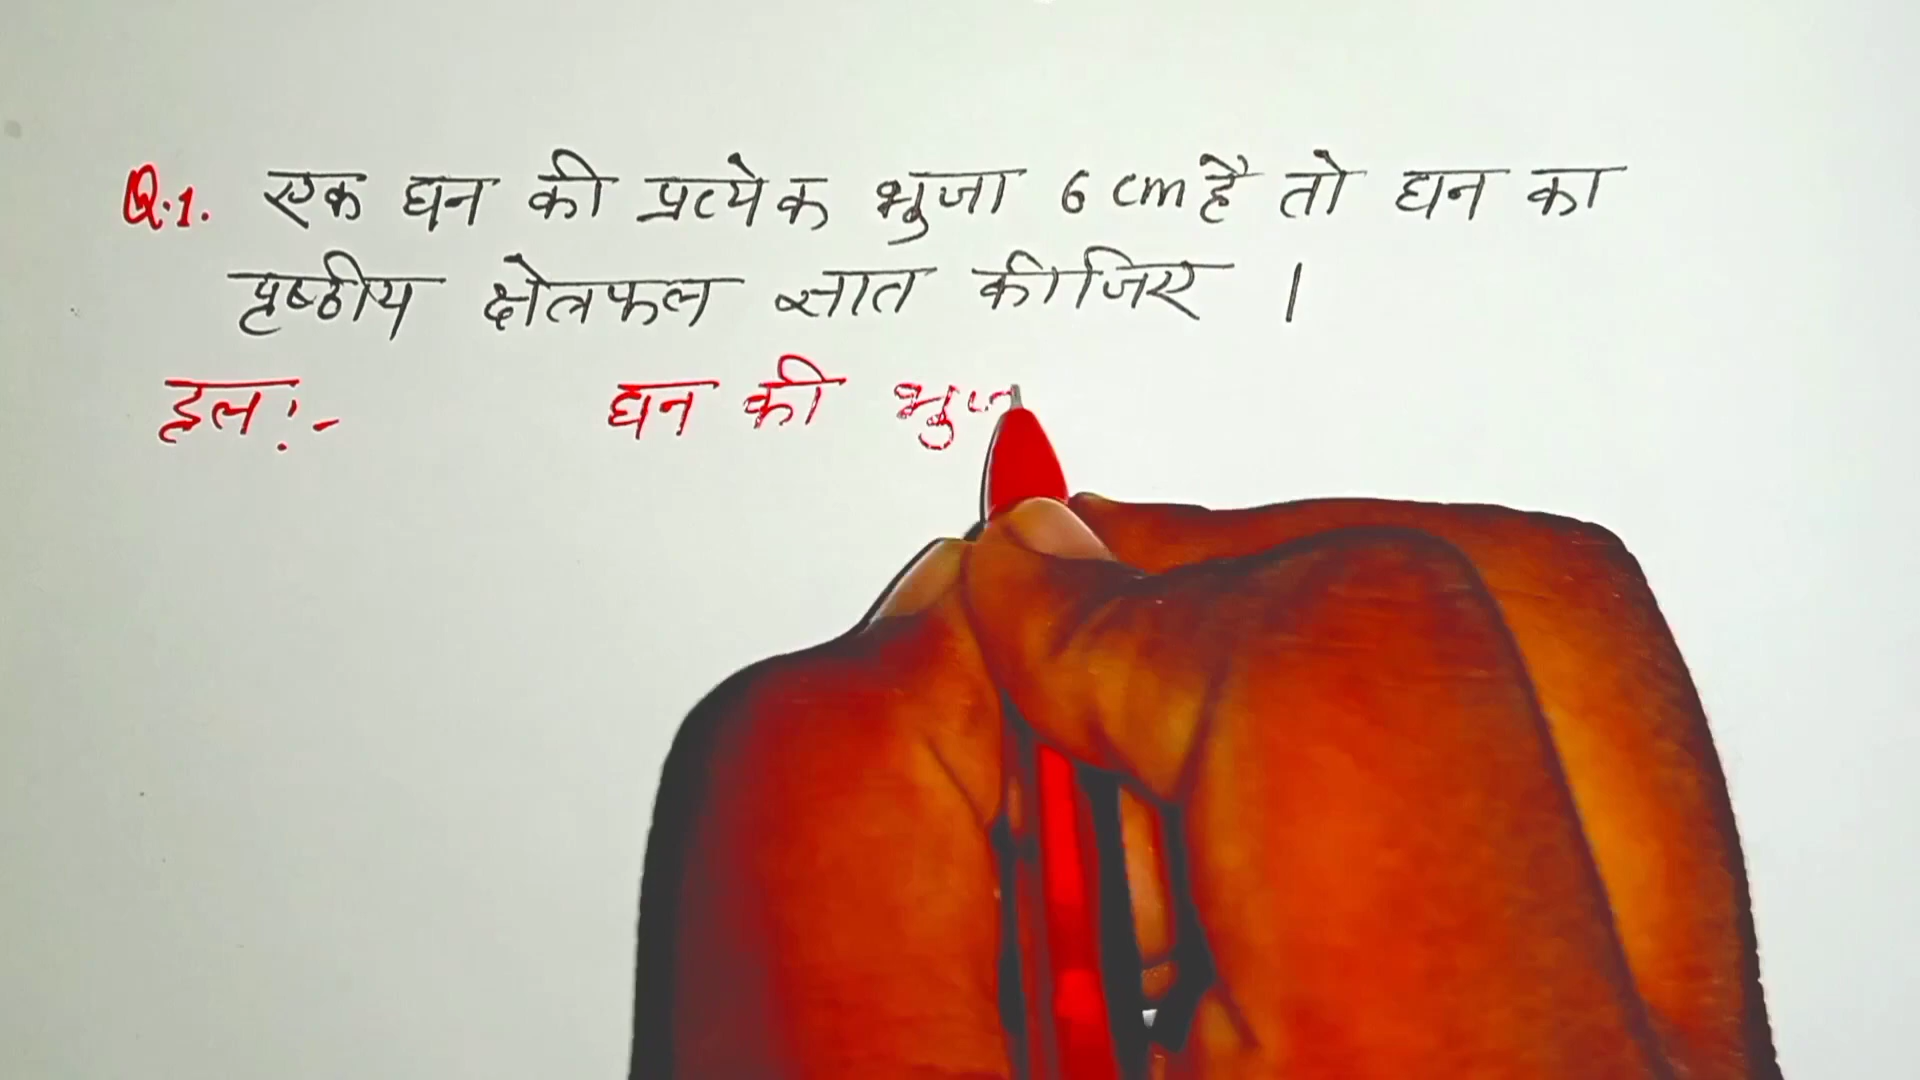 Q.1. एक घन की प्रत्येक भुजा 6 cm है तो घन का
पृष्ठीय क्षेत्रफल ज्ञात कीजिए ।
हल:- घन की